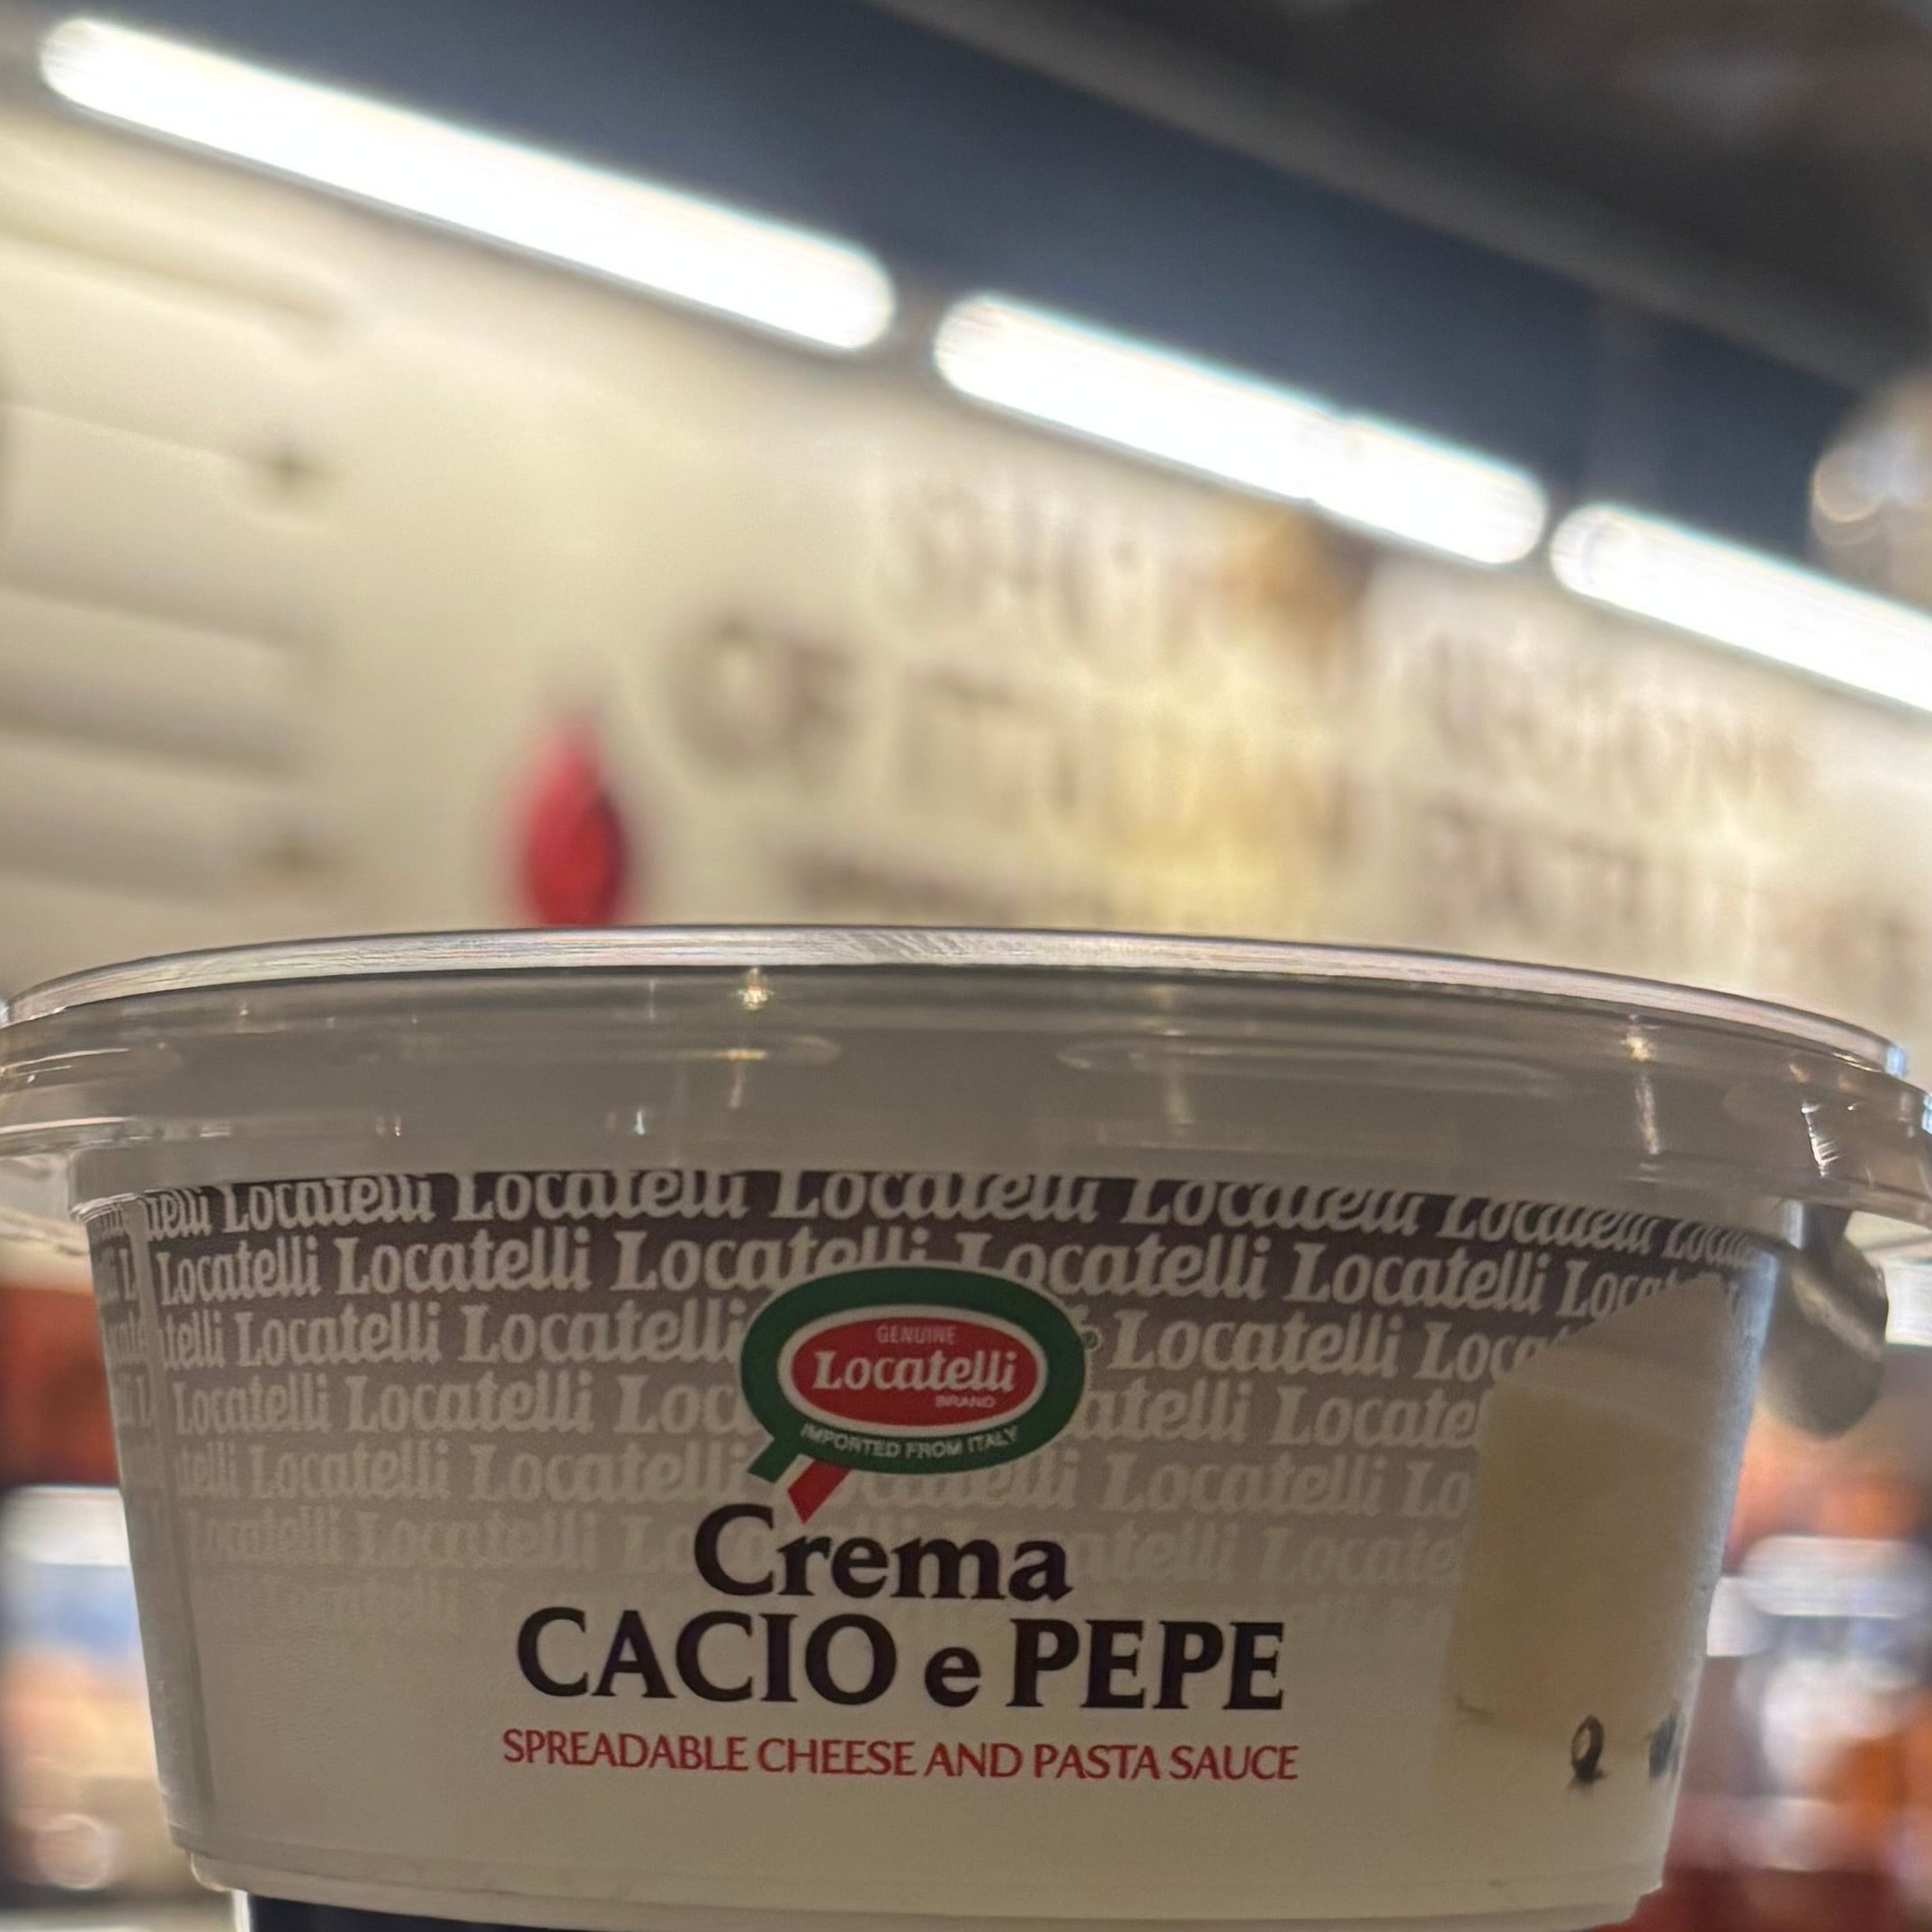 Locatelli Locatelli Locatelli Locatelli Locatelli
Locatelli Locatelli Locatelli Locatelli Locatelli
Locatelli Locatelli Locatelli
Locatelli Locatelli
Locatelli Locatelli Locatelli
GENUINE
Locatelli
BRAND
IMPORTED FROM ITALY
®
Crema
CACIO e PEPE
SPREADABLE CHEESE AND PASTA SAUCE